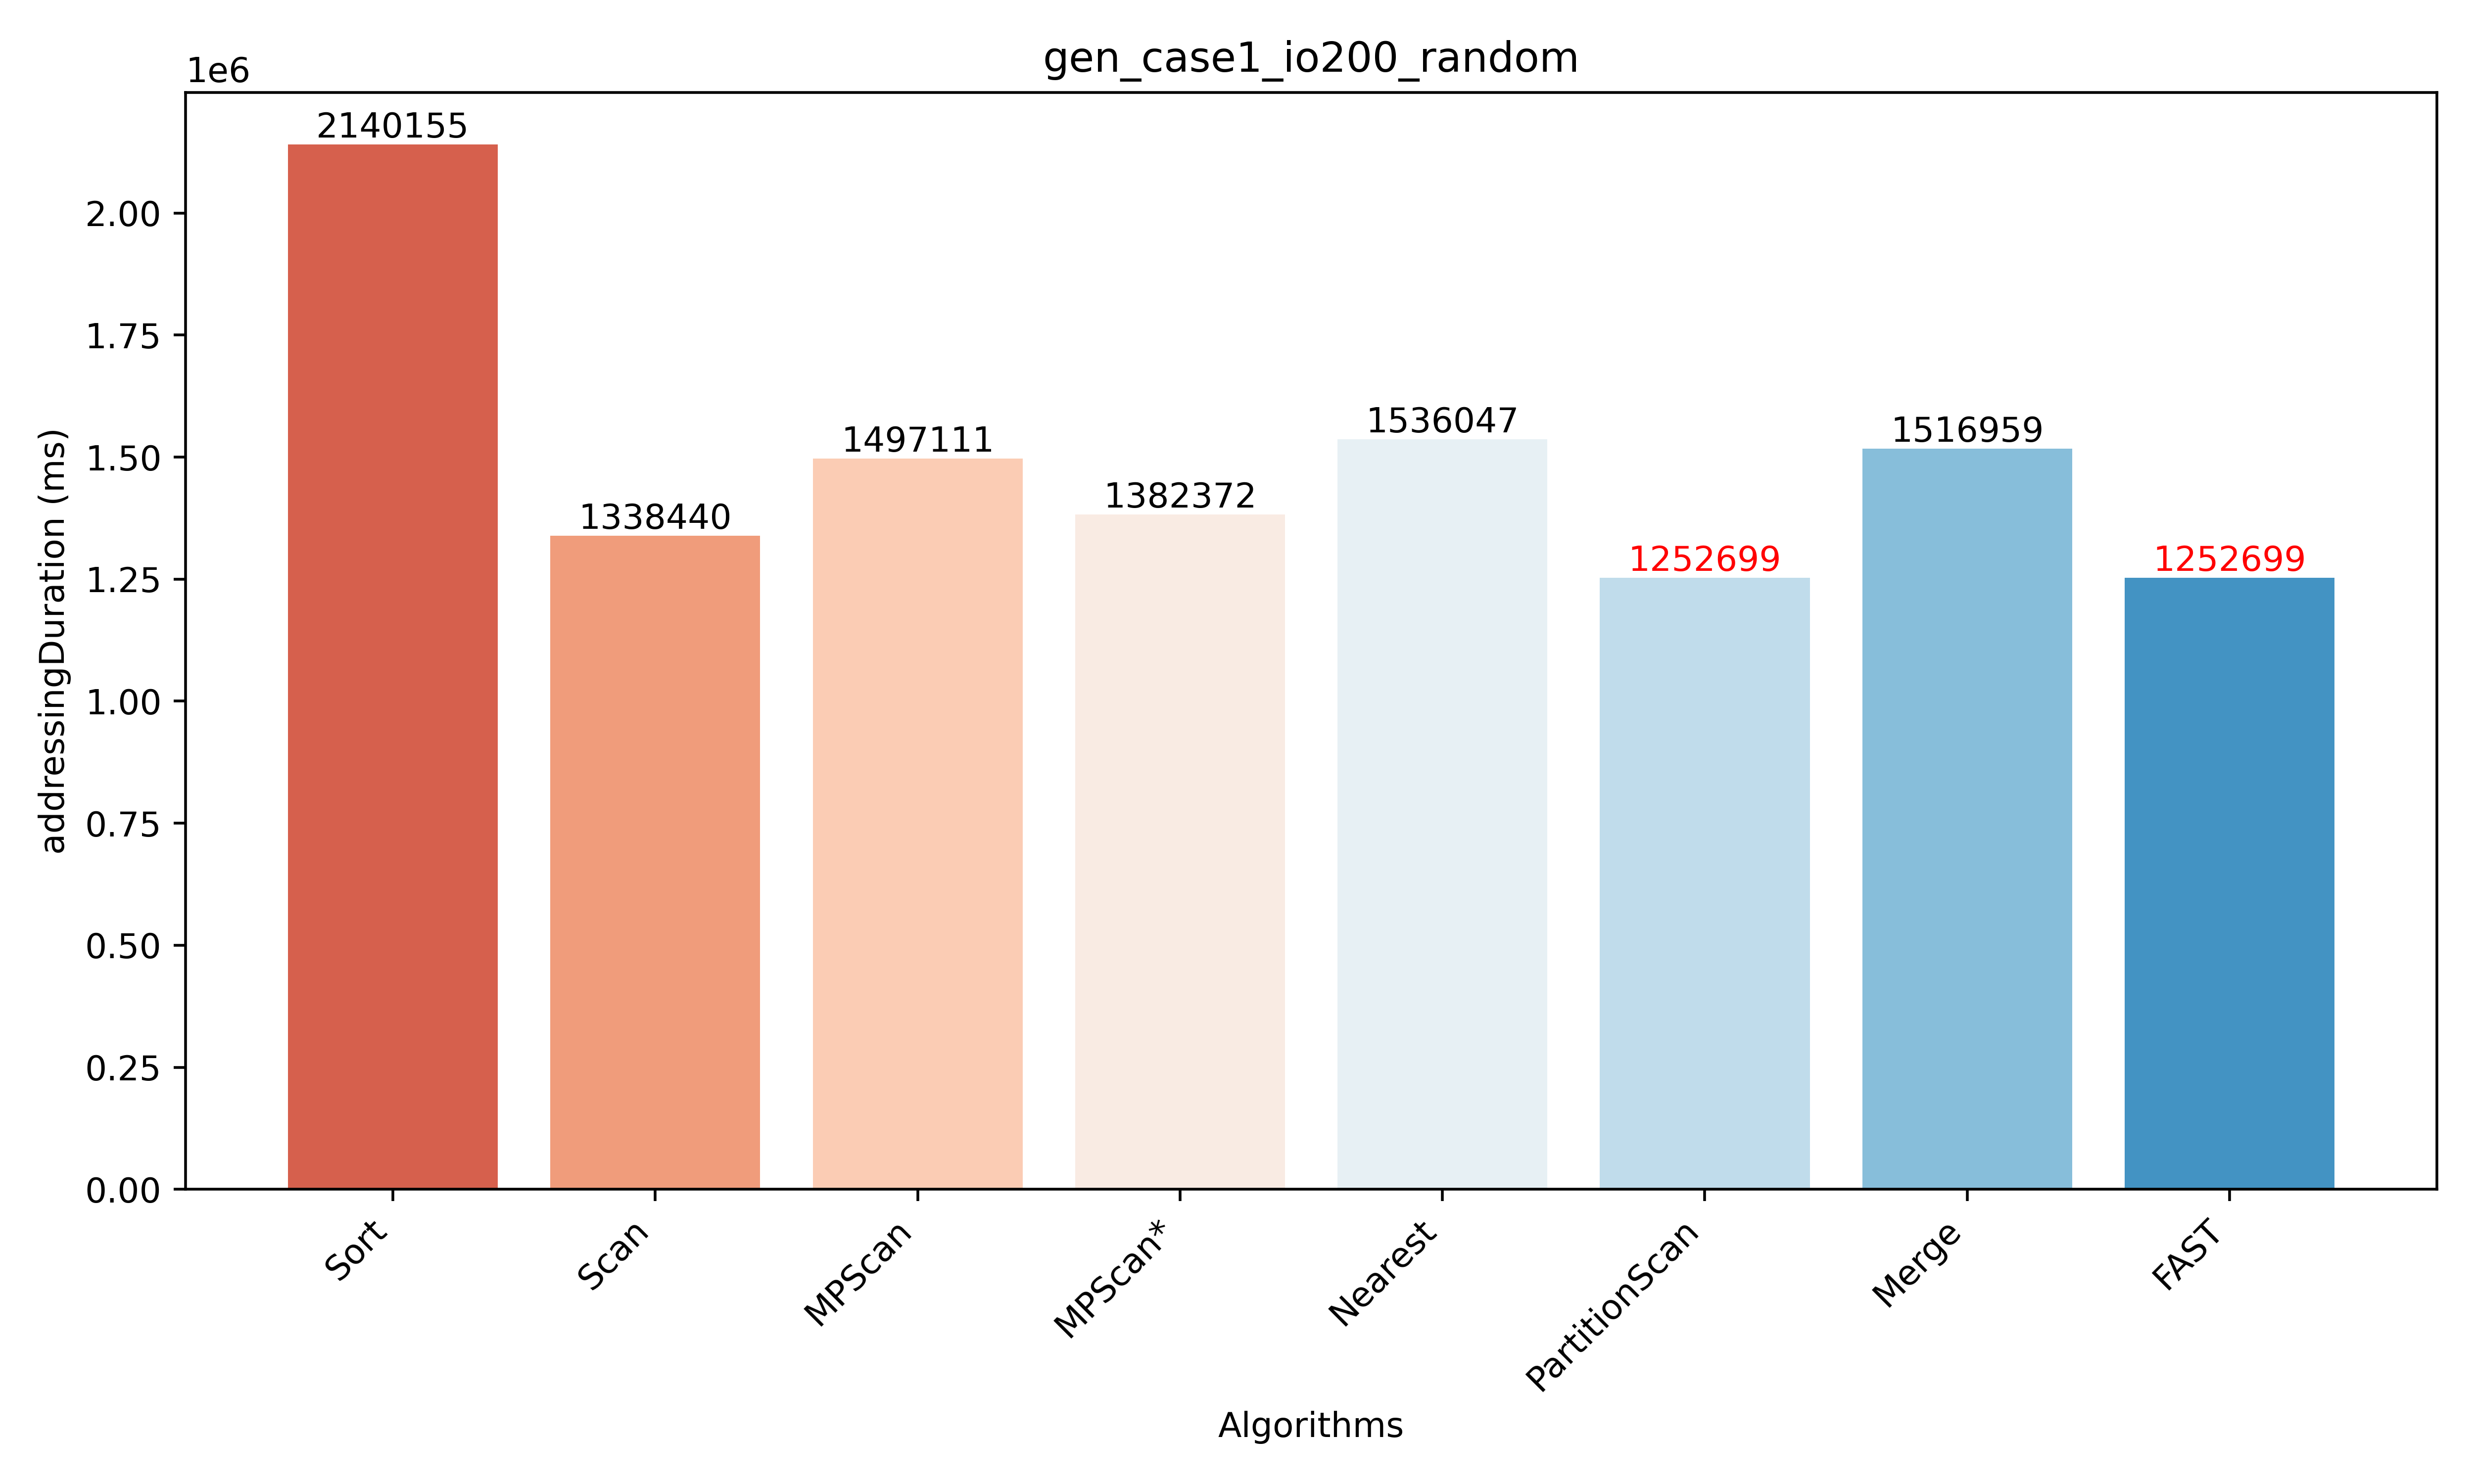 gen_case1_io200_random
1e6
2140155
1338440
1497111
1382372
1536047
1252699
1516959
1252699
2.00
1.75
1.50
1.25
1.00
0.75
0.50
0.25
0.00
addressingDuration (ms)
Sort
Scan
MPScan
MPScan*
Nearest
PartitionScan
Merge
FAST
Algorithms